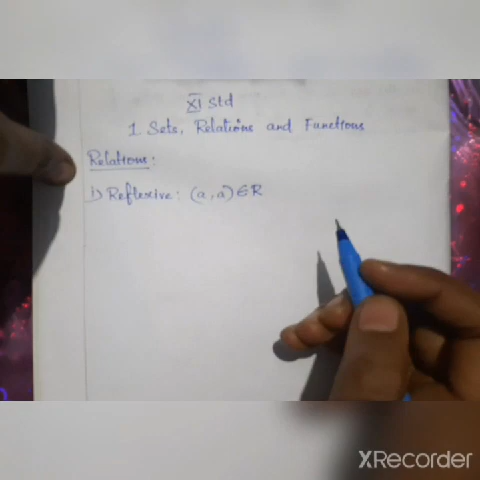 XI Std
1 Sets, Relations and Functions
Relations:
i) Reflexive: (a, a) ∈ R
XRecorder